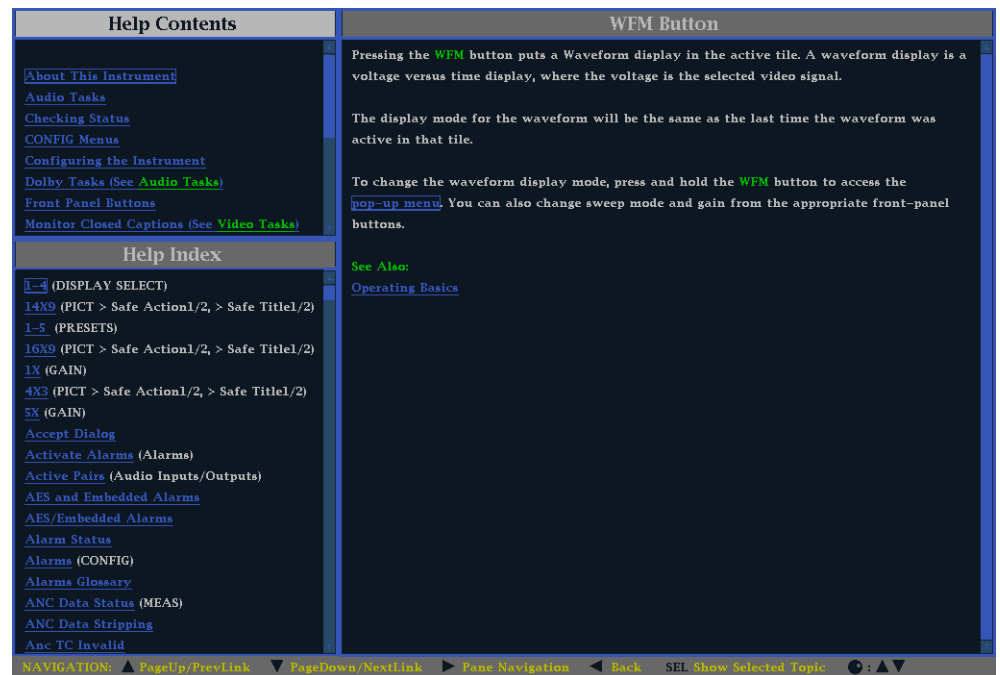 Help Contents
About This Instrument
Audio Tasks
Checking Status
CONFIG Menus
Configuring the Instrument
Dolby Tasks (See Audio Tasks)
Front Panel Buttons
Monitor Closed Captions (See Video Tasks)
Help Index
1–4 (DISPLAY SELECT)
14X9 (PICT > Safe Action1/2, > Safe Title1/2)
1–5 (PRESETS)
16X9 (PICT > Safe Action1/2, > Safe Title1/2)
1X (GAIN)
4X3 (PICT > Safe Action1/2, > Safe Title1/2)
5X (GAIN)
Accept Dialog
Activate Alarms (Alarms)
Active Pairs (Audio Inputs/Outputs)
AES and Embedded Alarms
AES/Embedded Alarms
Alarm Status
Alarms (CONFIG)
Alarms Glossary
ANC Data Status (MEAS)
ANC Data Stripping
Anc TC Invalid
WFM Button
Pressing the WFM button puts a Waveform display in the active tile. A waveform display is a
voltage versus time display, where the voltage is the selected video signal.
The display mode for the waveform will be the same as the last time the waveform was
active in that tile.
To change the waveform display mode, press and hold the WFM button to access the
pop–up menu. You can also change sweep mode and gain from the appropriate front–panel
buttons.
See Also:
Operating Basics
NAVIGATION: ▲ PageUp/PrevLink ▼ PageDown/NextLink ► Pane Navigation ◄ Back SEL Show Selected Topic : ▲▼